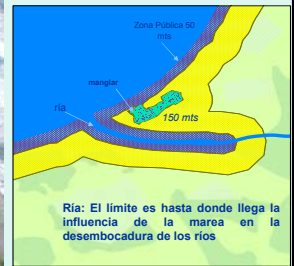 Zona Pública 50
mts
manglar
ría
150 mts
Ría: El límite es hasta donde llega la
influencia de la marea en la
desembocadura de los ríos